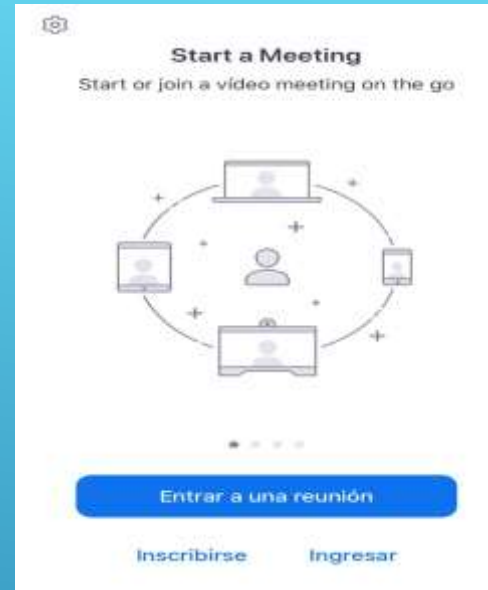 Start a Meeting
Start or join a video meeting on the go
Entrar a una reunión
Inscribirse Ingresar